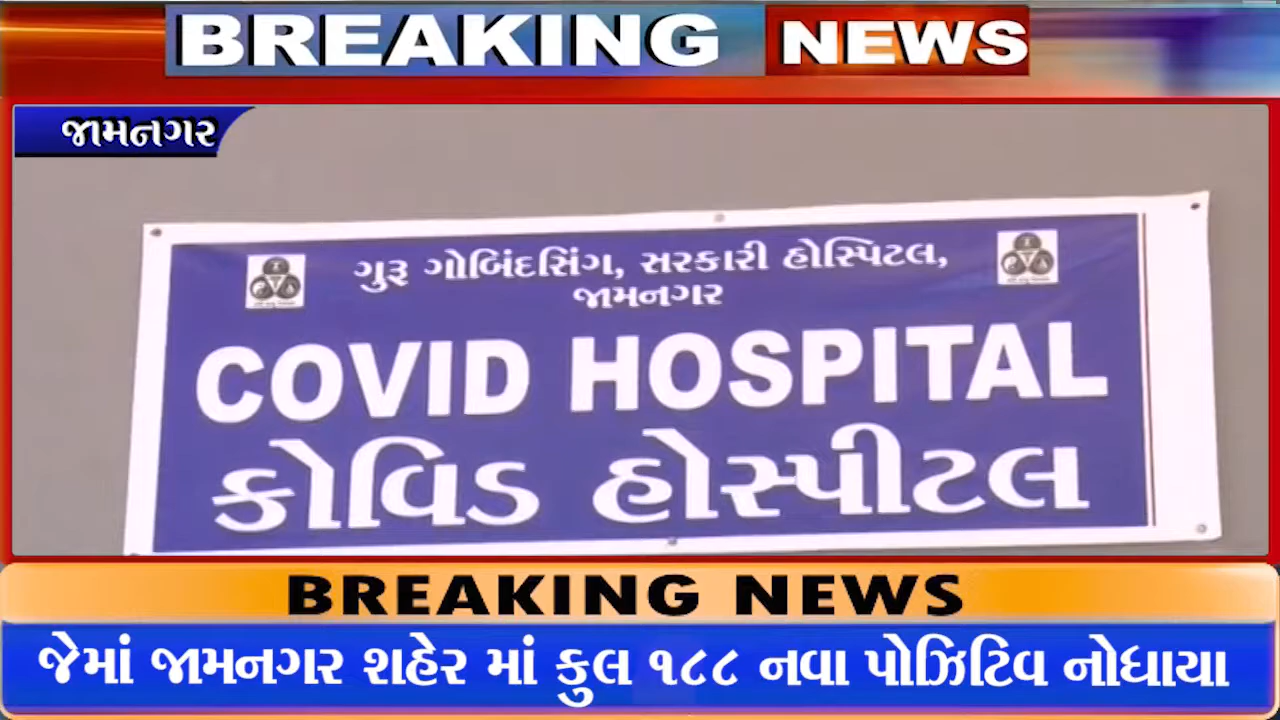 BREAKING NEWS
જામનગર
ગુરૂ ગોબિંદસિંગ, સરકારી હોસ્પિટલ,
જામનગર
COVID HOSPITAL
કોવિડ હોસ્પીટલ
BREAKING NEWS
જેમાં જામનગર શહેર માં કુલ ૧૮૮ નવા પોઝિટિવ નોધાયા